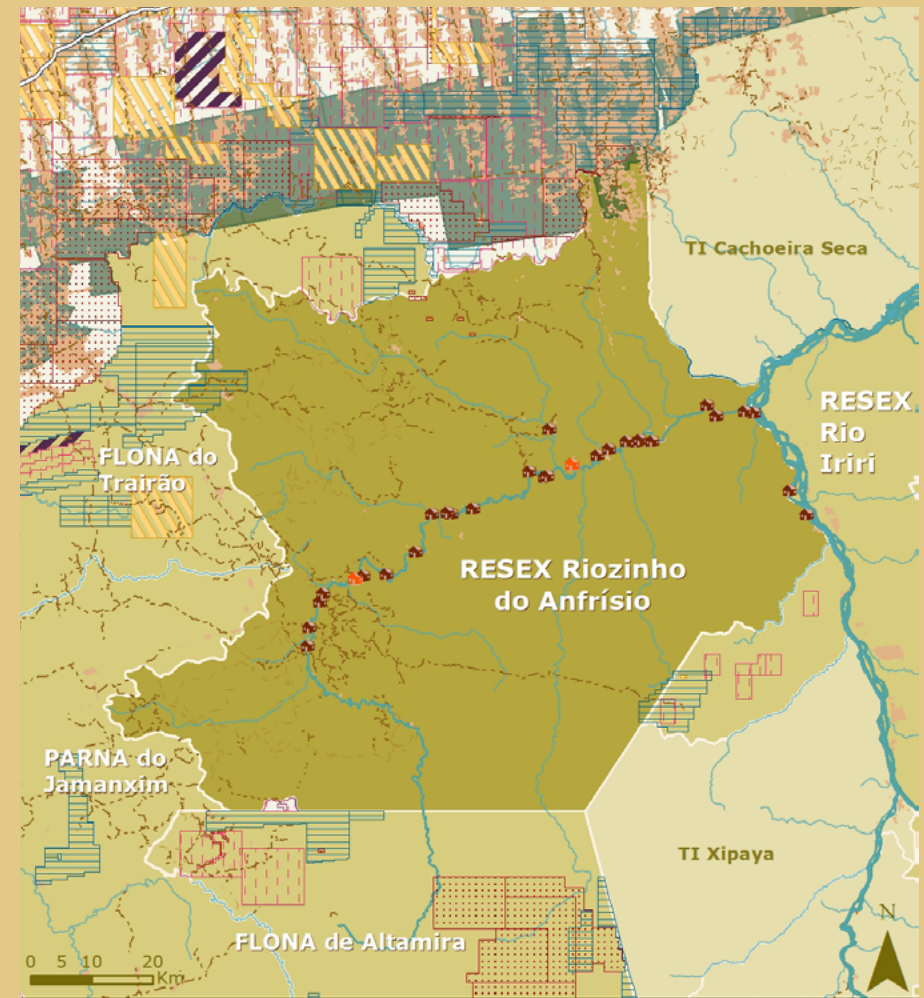 TI Cachoeira Seca
RESEX
Rio
Iriri
FLONA do
Trairão
RESEX Riozinho
do Anfrísio
PARNA do
Jamanxim
TI Xipaya
FLONA de Altamira
N
0 5 10 20
Km